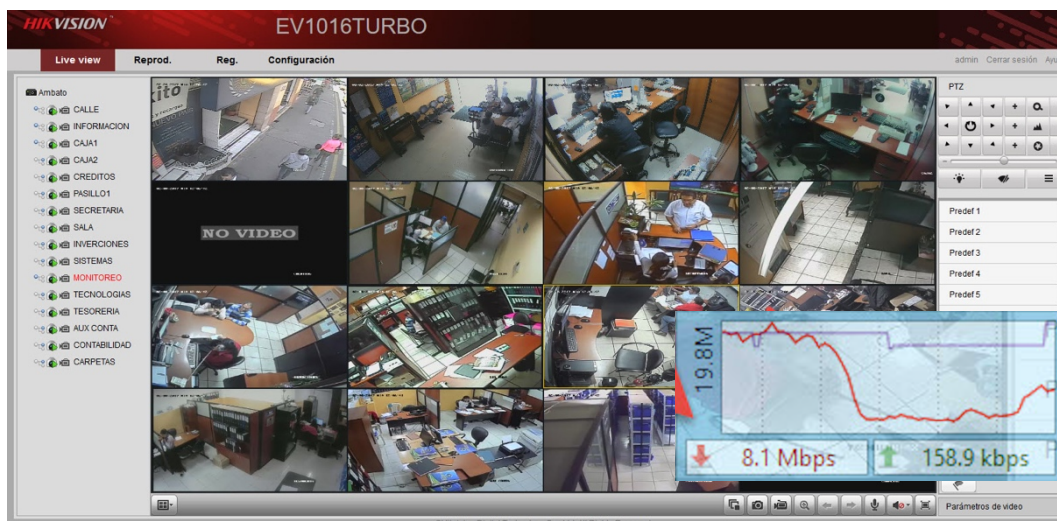 HIKVISION
EV1016TURBO
Live view Reprod. Reg. Configuración
admin Cerrar sesión Ayu
Ambato
CALLE
INFORMACION
CAJA1
CAJA2
CREDITOS
PASILLO1
SECRETARIA
SALA
INVERCIONES
SISTEMAS
MONITOREO
TECNOLOGIAS
TESORERIA
AUX CONTA
CONTABILIDAD
CARPETAS
ito
NO VIDEO
PTZ
Predef 1
Predef 2
Predef 3
Predef 4
Predef 5
19.8M
8.1 Mbps
158.9 kbps
Parámetros de video